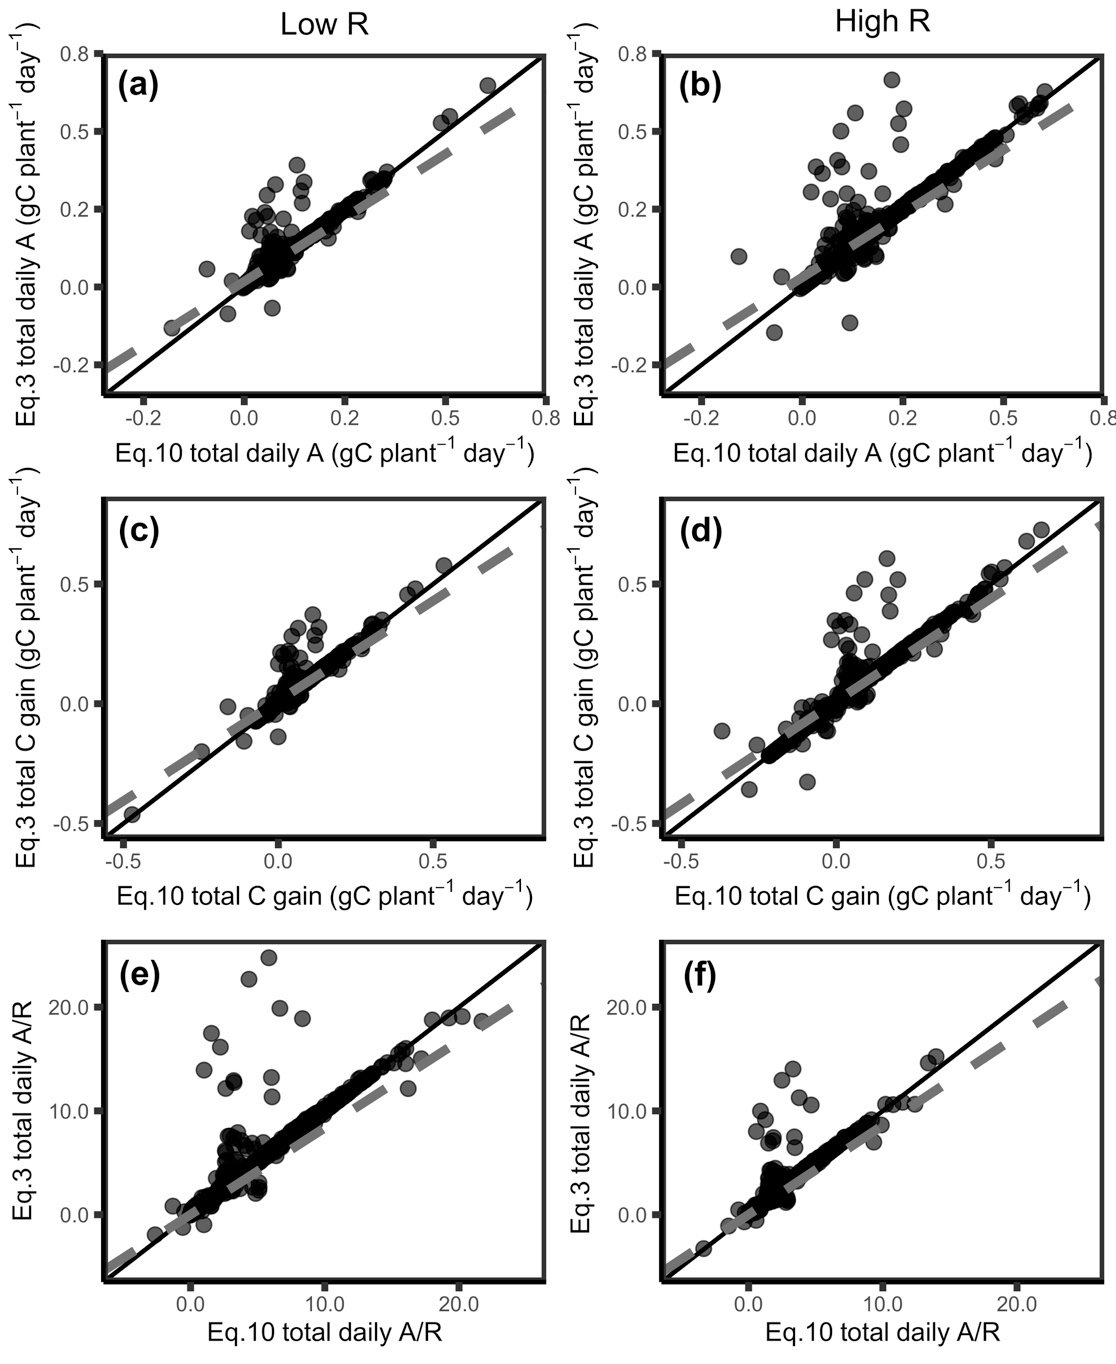 Low R
High R
Eq.3 total daily A (gC plant⁻¹ day⁻¹)
0.8
0.5
0.2
0.0
-0.2
(a)
-0.2 0.0 0.2 0.5 0.8
Eq.10 total daily A (gC plant⁻¹ day⁻¹)
Eq.3 total daily A (gC plant⁻¹ day⁻¹)
0.8
0.5
0.2
0.0
-0.2
(b)
-0.2 0.0 0.2 0.5 0.8
Eq.10 total daily A (gC plant⁻¹ day⁻¹)
Eq.3 total C gain (gC plant⁻¹ day⁻¹)
0.5
0.0
-0.5
(c)
-0.5 0.0 0.5
Eq.10 total C gain (gC plant⁻¹ day⁻¹)
Eq.3 total C gain (gC plant⁻¹ day⁻¹)
0.5
0.0
-0.5
(d)
-0.5 0.0 0.5
Eq.10 total C gain (gC plant⁻¹ day⁻¹)
Eq.3 total daily A/R
20.0
10.0
0.0
(e)
0.0 10.0 20.0
Eq.10 total daily A/R
Eq.3 total daily A/R
20.0
10.0
0.0
(f)
0.0 10.0 20.0
Eq.10 total daily A/R